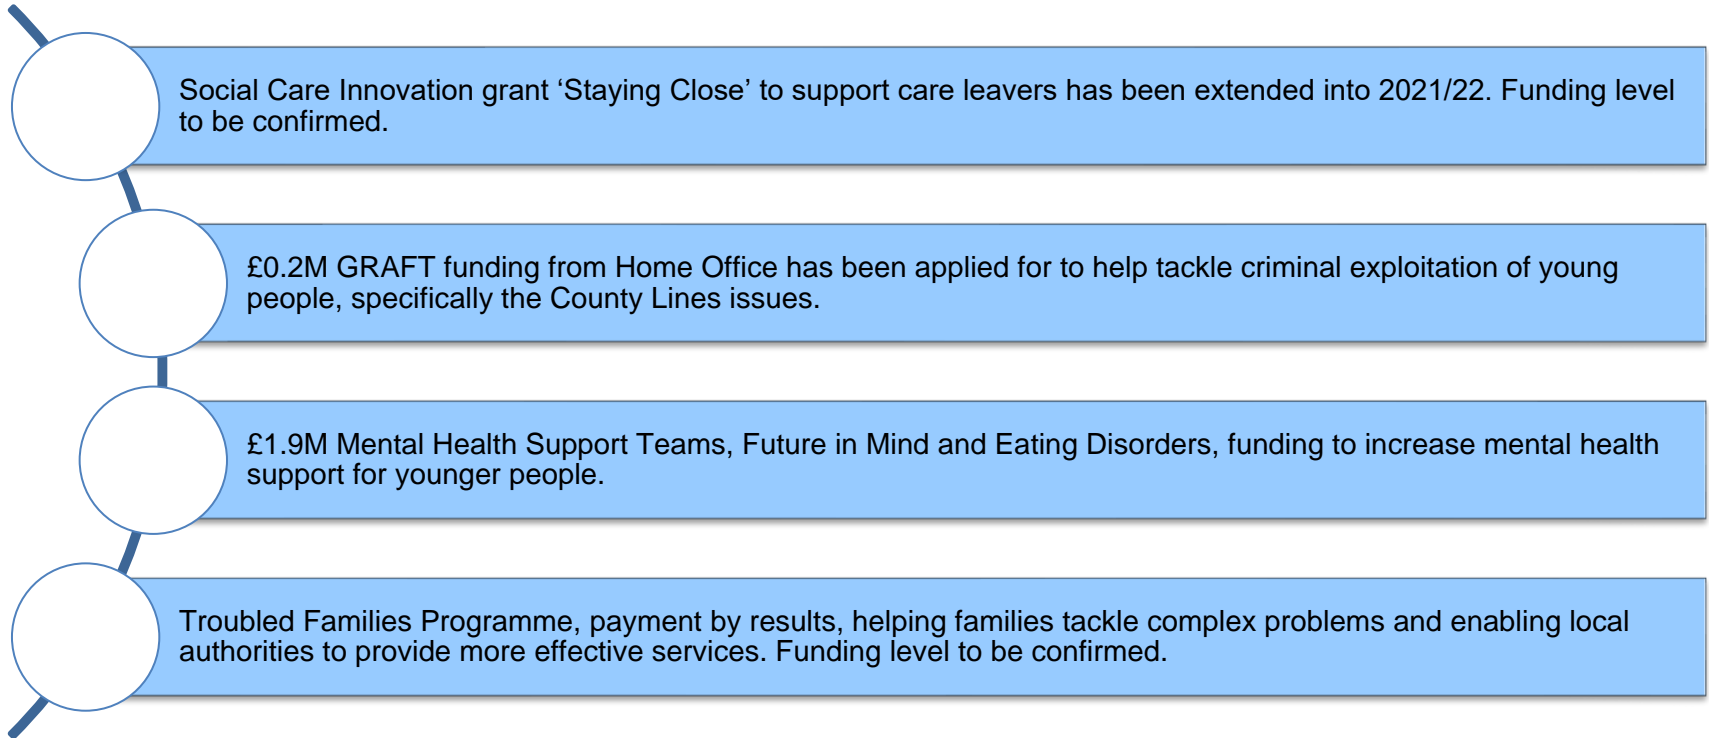 Social Care Innovation grant ‘Staying Close’ to support care leavers has been extended into 2021/22. Funding level
to be confirmed.
£0.2M GRAFT funding from Home Office has been applied for to help tackle criminal exploitation of young
people, specifically the County Lines issues.
£1.9M Mental Health Support Teams, Future in Mind and Eating Disorders, funding to increase mental health
support for younger people.
Troubled Families Programme, payment by results, helping families tackle complex problems and enabling local
authorities to provide more effective services. Funding level to be confirmed.